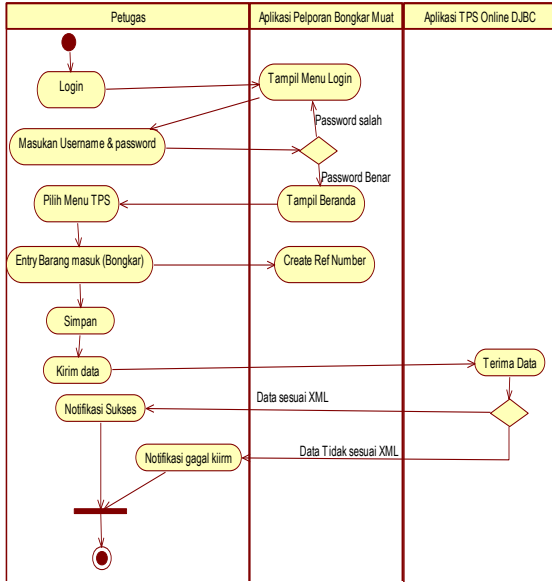 Petugas
Aplikasi Pelporan Bongkar Muat
Aplikasi TPS Online DJBC
Login
Tampil Menu Login
Password salah
Masukan Username & password
Password Benar
Pilih Menu TPS
Tampil Beranda
Entry Barang masuk (Bongkar)
Create Ref Number
Simpan
Kirim data
Terima Data
Notifikasi Sukses
Data sesuai XML
Notifikasi gagal kiirm
Data Tidak sesuai XML